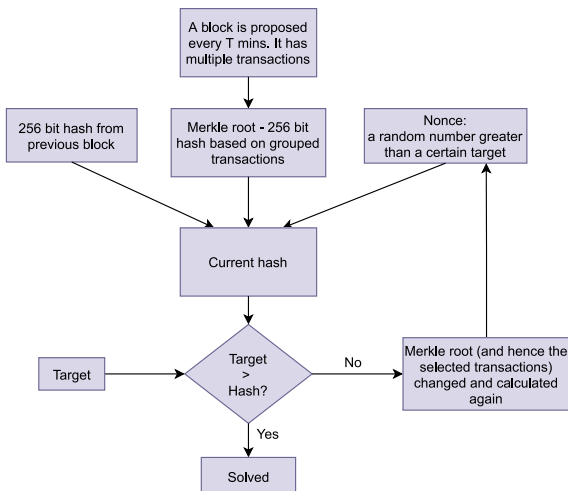 A block is proposed
every T mins. It has
multiple transactions
256 bit hash from
previous block
Merkle root - 256 bit
hash based on grouped
transactions
Nonce:
a random number greater
than a certain target
Current hash
Target
Target
>
Hash?
No
Merkle root (and hence the
selected transactions)
changed and calculated
again
Yes
Solved